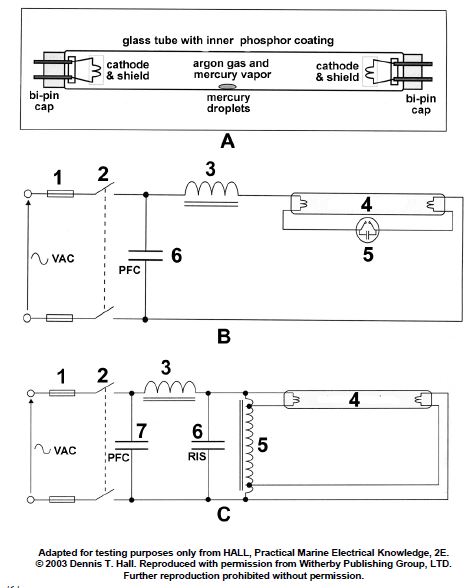 glass tube with inner phosphor coating
cathode
& shield
argon gas and
mercury vapor
cathode
& shield
bi-pin
cap
mercury
droplets
bi-pin
cap
A
1
2
3
4
5
VAC
6
PFC
B
1
2
3
4
VAC
7
PFC
6
RIS
5
C
Adapted for testing purposes only from HALL, Practical Marine Electrical Knowledge, 2E.
© 2003 Dennis T. Hall. Reproduced with permission from Witherby Publishing Group, LTD.
Further reproduction prohibited without permission.